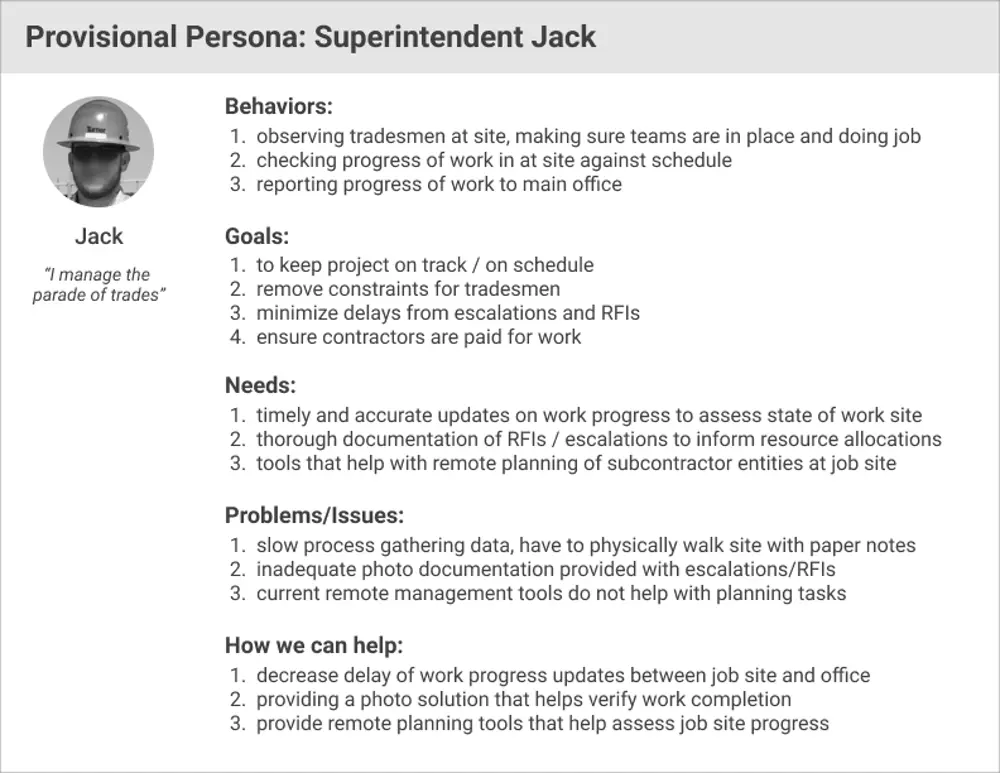 Provisional Persona: Superintendent Jack
Turner
Jack
“I manage the
parade of trades”
Behaviors:
1. observing tradesmen at site, making sure teams are in place and doing job
2. checking progress of work in at site against schedule
3. reporting progress of work to main office
Goals:
1. to keep project on track / on schedule
2. remove constraints for tradesmen
3. minimize delays from escalations and RFIs
4. ensure contractors are paid for work
Needs:
1. timely and accurate updates on work progress to assess state of work site
2. thorough documentation of RFIs / escalations to inform resource allocations
3. tools that help with remote planning of subcontractor entities at job site
Problems/Issues:
1. slow process gathering data, have to physically walk site with paper notes
2. inadequate photo documentation provided with escalations/RFIs
3. current remote management tools do not help with planning tasks
How we can help:
1. decrease delay of work progress updates between job site and office
2. providing a photo solution that helps verify work completion
3. provide remote planning tools that help assess job site progress